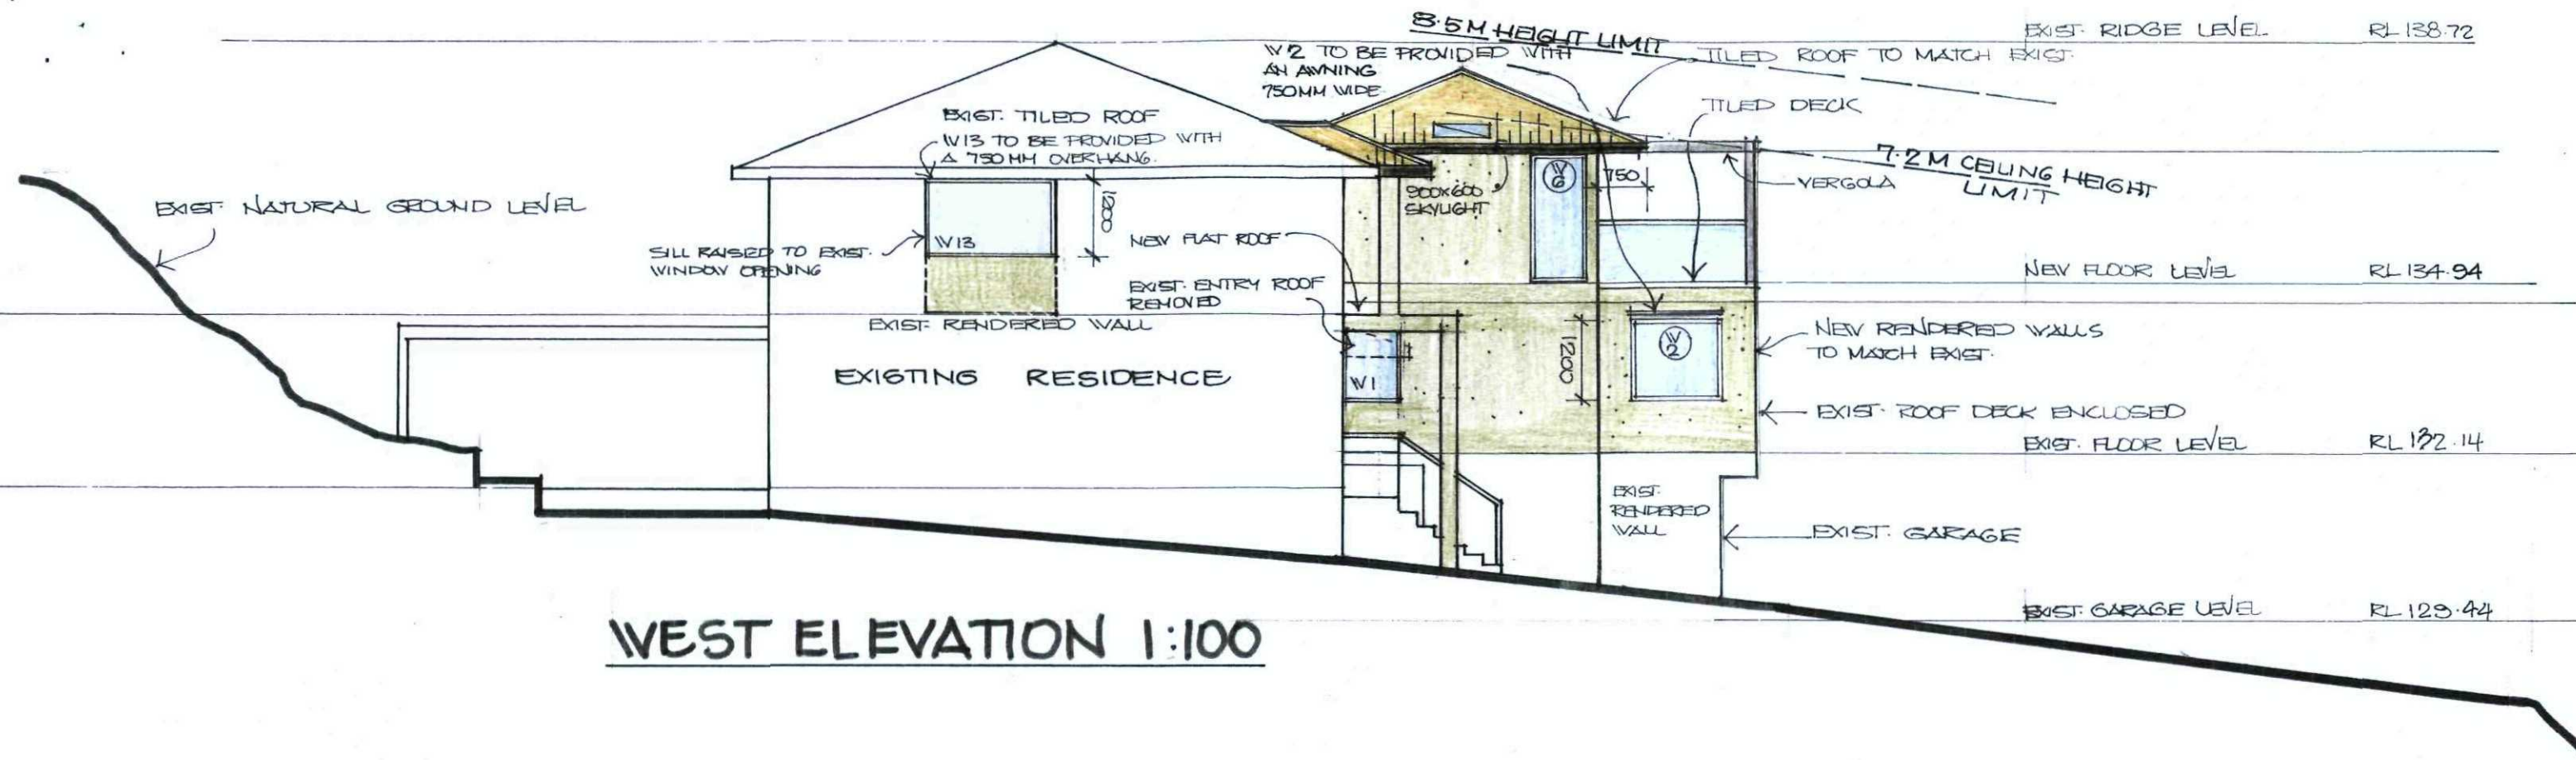 8.5M HEIGHT LIMIT
EXIST. RIDGE LEVEL RL 138.72
W2 TO BE PROVIDED WITH
AN AWNING
750MM WIDE
TILED ROOF TO MATCH EXIST.
TILED DECK
EXIST. TILED ROOF
W13 TO BE PROVIDED WITH
A 750MM OVERHANG.
7.2M CEILING HEIGHT
LIMIT
VERGOLA
900x600
SKYLIGHT
W
6
750
EXIST. NATURAL GROUND LEVEL
1200
W13
SILL RAISED TO EXIST.
WINDOW OPENING
NEW FLAT ROOF
NEW FLOOR LEVEL RL 134.94
EXIST. ENTRY ROOF
REMOVED
EXIST. RENDERED WALL
NEW RENDERED WALLS
TO MATCH EXIST.
W
2
1200
W1
EXISTING RESIDENCE
EXIST. ROOF DECK ENCLOSED
EXIST. FLOOR LEVEL RL 132.14
EXIST.
RENDERED
WALL
EXIST. GARAGE
EXIST. GARAGE LEVEL RL 129.44
WEST ELEVATION 1:100